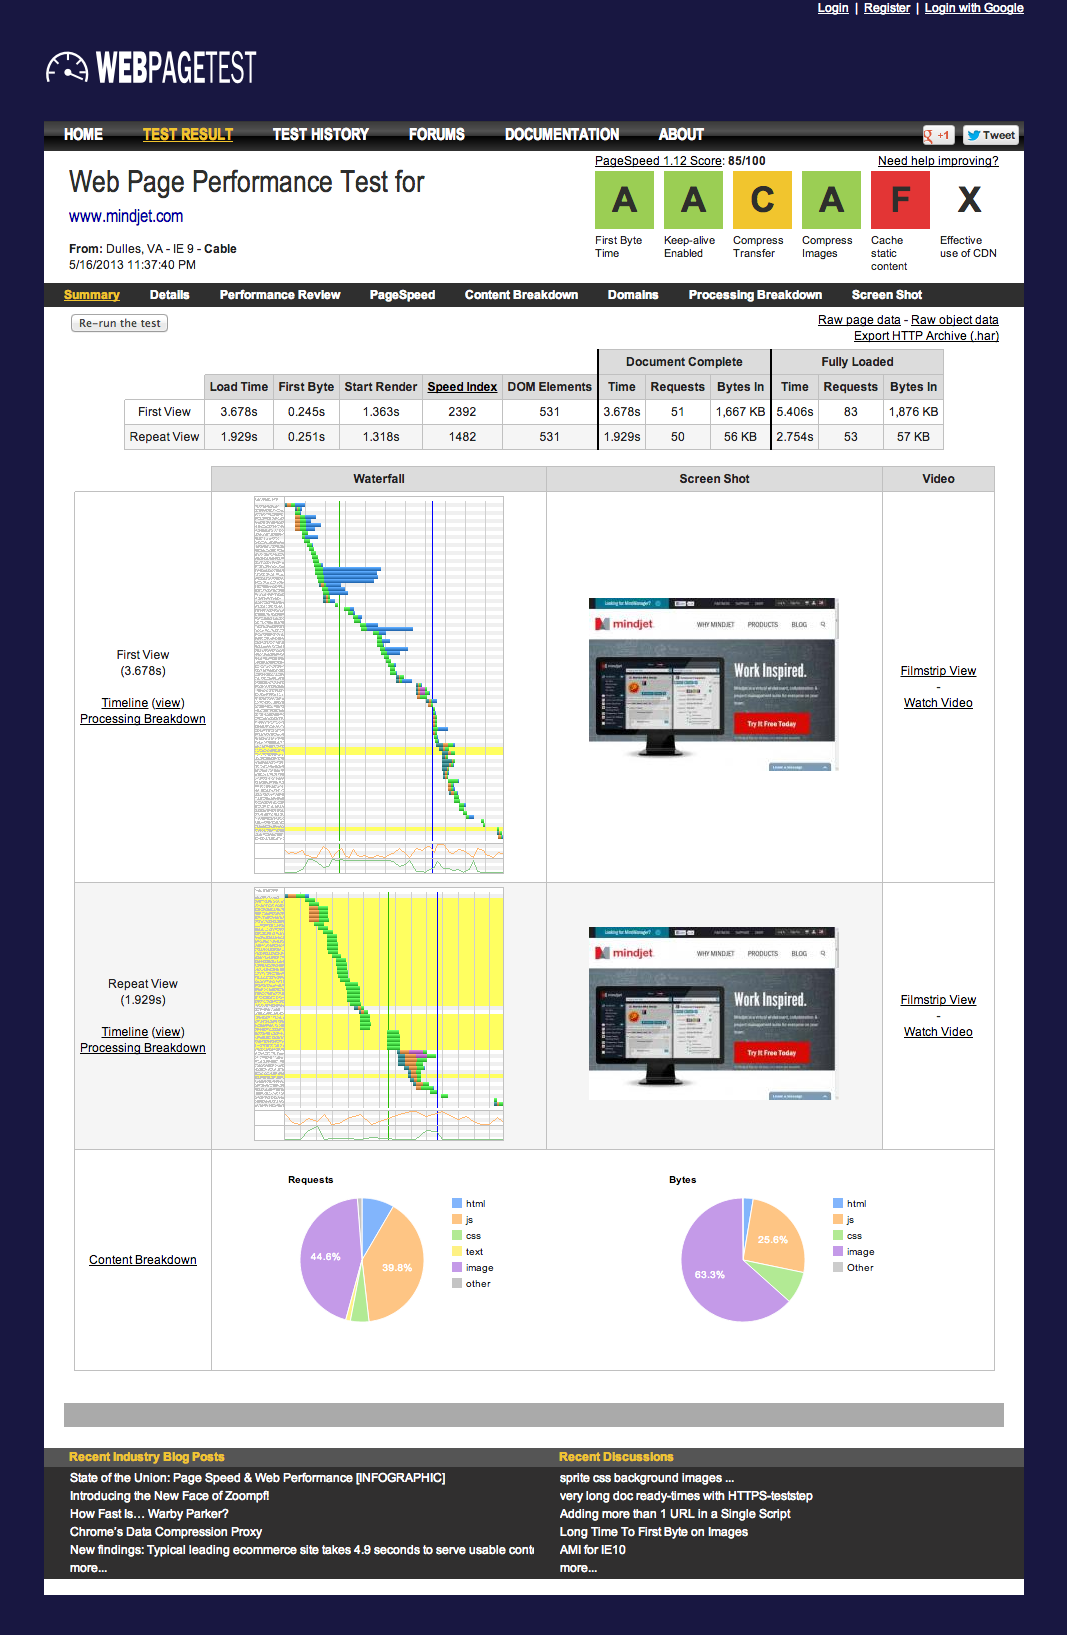 Login | Register | Login with Google
WEBPAGETEST
HOME TEST RESULT TEST HISTORY FORUMS DOCUMENTATION ABOUT
+1 Tweet
Web Page Performance Test for
www.mindjet.com
From: Dulles, VA - IE 9 - Cable
5/16/2013 11:37:40 PM
PageSpeed 1.12 Score: 85/100 Need help improving?
A A C A F X
First Byte Time
Keep-alive Enabled
Compress Transfer
Compress Images
Cache static content
Effective use of CDN
Summary Details Performance Review PageSpeed Content Breakdown Domains Processing Breakdown Screen Shot
Re-run the test
Raw page data - Raw object data
Export HTTP Archive (.har)
Document Complete Fully Loaded
Load Time First Byte Start Render Speed Index DOM Elements Time Requests Bytes In Time Requests Bytes In
First View 3.678s 0.245s 1.363s 2392 531 3.678s 51 1,667 KB 5.406s 83 1,876 KB
Repeat View 1.929s 0.251s 1.318s 1482 531 1.929s 50 56 KB 2.754s 53 57 KB
Waterfall Screen Shot Video
First View
(3.678s)
Timeline (view)
Processing Breakdown
Looking for MindManager?
mindjet WHY MINDJET PRODUCTS BLOG
Work Inspired.
Try It Free Today
Leave a message
Filmstrip View
-
Watch Video
Repeat View
(1.929s)
Timeline (view)
Processing Breakdown
Looking for MindManager?
mindjet WHY MINDJET PRODUCTS BLOG
Work Inspired.
Try It Free Today
Leave a message
Filmstrip View
-
Watch Video
Content Breakdown
Requests
44.6%
39.8%
html
js
css
text
image
other
Bytes
25.6%
63.3%
html
js
css
image
Other
Recent Industry Blog Posts
State of the Union: Page Speed & Web Performance [INFOGRAPHIC]
Introducing the New Face of Zoompf!
How Fast Is... Warby Parker?
Chrome's Data Compression Proxy
New findings: Typical leading ecommerce site takes 4.9 seconds to serve usable cont
more...
Recent Discussions
sprite css background images ...
very long doc ready-times with HTTPS-teststep
Adding more than 1 URL in a Single Script
Long Time To First Byte on Images
AMI for IE10
more...